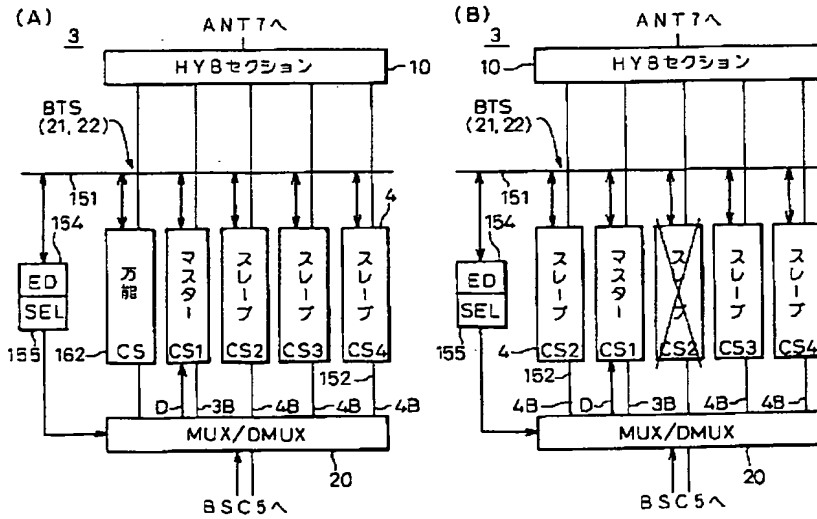 (A)
3
ANT7へ
HYBセクション
10
BTS
(21,22)
151
154
4
ED
SEL
155
162
万能
CS
マスター
CS1
スレーブ
CS2
スレーブ
CS3
スレーブ
CS4
152
D
3B
4B
4B
4B
MUX/DMUX
20
BSC5へ
(B)
3
ANT7へ
10
HYBセクション
BTS
(21,22)
151
154
ED
SEL
155
4
スレーブ
CS2
マスター
CS1
スレーブ
CS2
スレーブ
CS3
スレーブ
CS4
152
4B
D
3B
4B
4B
MUX/DMUX
20
BSC5へ